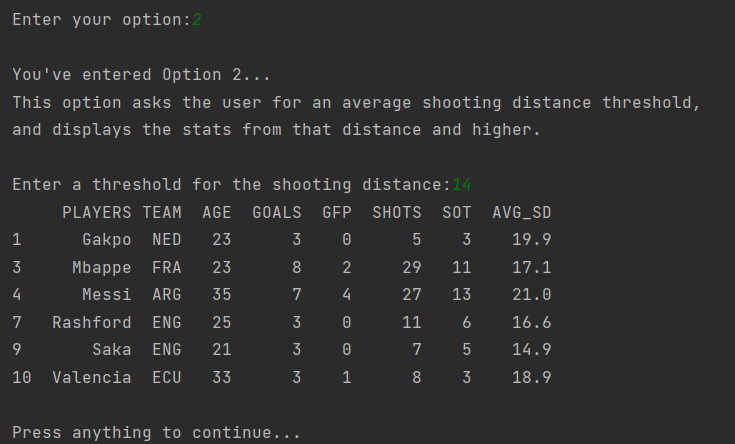 Enter your option:2
You've entered Option 2...
This option asks the user for an average shooting distance threshold,
and displays the stats from that distance and higher.
Enter a threshold for the shooting distance:14
PLAYERS TEAM AGE GOALS GFP SHOTS SOT AVG_SD
1 Gakpo NED 23 3 0 5 3 19.9
3 Mbappe FRA 23 8 2 29 11 17.1
4 Messi ARG 35 7 4 27 13 21.0
7 Rashford ENG 25 3 0 11 6 16.6
9 Saka ENG 21 3 0 7 5 14.9
10 Valencia ECU 33 3 1 8 3 18.9
Press anything to continue...